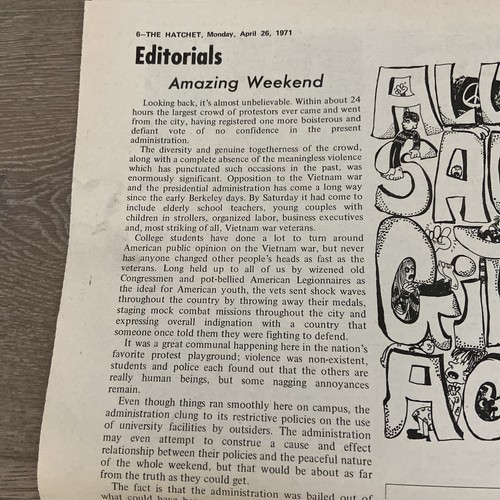 6—THE HATCHET, Monday, April 26, 1971
Editorials
Amazing Weekend
Looking back, it's almost unbelievable. Within about 24
hours the largest crowd of protestors ever came and went
from the city, having registered one more boisterous and
defiant vote of no confidence in the present
administration.
The diversity and genuine togetherness of the crowd,
along with a complete absence of the meaningless violence
which has punctuated such occasions in the past, was
enormously significant. Opposition to the Vietnam war
and the presidential administration has come a long way
since the early Berkeley days. By Saturday it had come to
include elderly school teachers, young couples with
children in strollers, organized labor, business executives
and, most striking of all, Vietnam war veterans.
College students have done a lot to turn around
American public opinion on the Vietnam war, but never
has anyone changed other people's heads as fast as the
veterans. Long held up to all of us by wizened old
Congressmen and pot-bellied American Legionnaires as
the ideal for American youth, the vets sent shock waves
throughout the country by throwing away their medals,
staging mock combat missions throughout the city and
expressing overall indignation with a country that
someone once told them they were fighting to defend.
It was a great communal happening here in the nation's
favorite protest playground; violence was non-existent,
students and police each found out that the others are
really human beings, but some nagging annoyances
remain.
Even though things ran smoothly here on campus, the
administration clung to its restrictive policies on the use
of university facilities by outsiders. The administration
may even attempt to construe a cause and effect
relationship between their policies and the peaceful nature
of the whole weekend, but that would be about as far
from the truth as they could get.
The fact is that the administration was bailed out of
what could have
ALL
SA
GI
AC